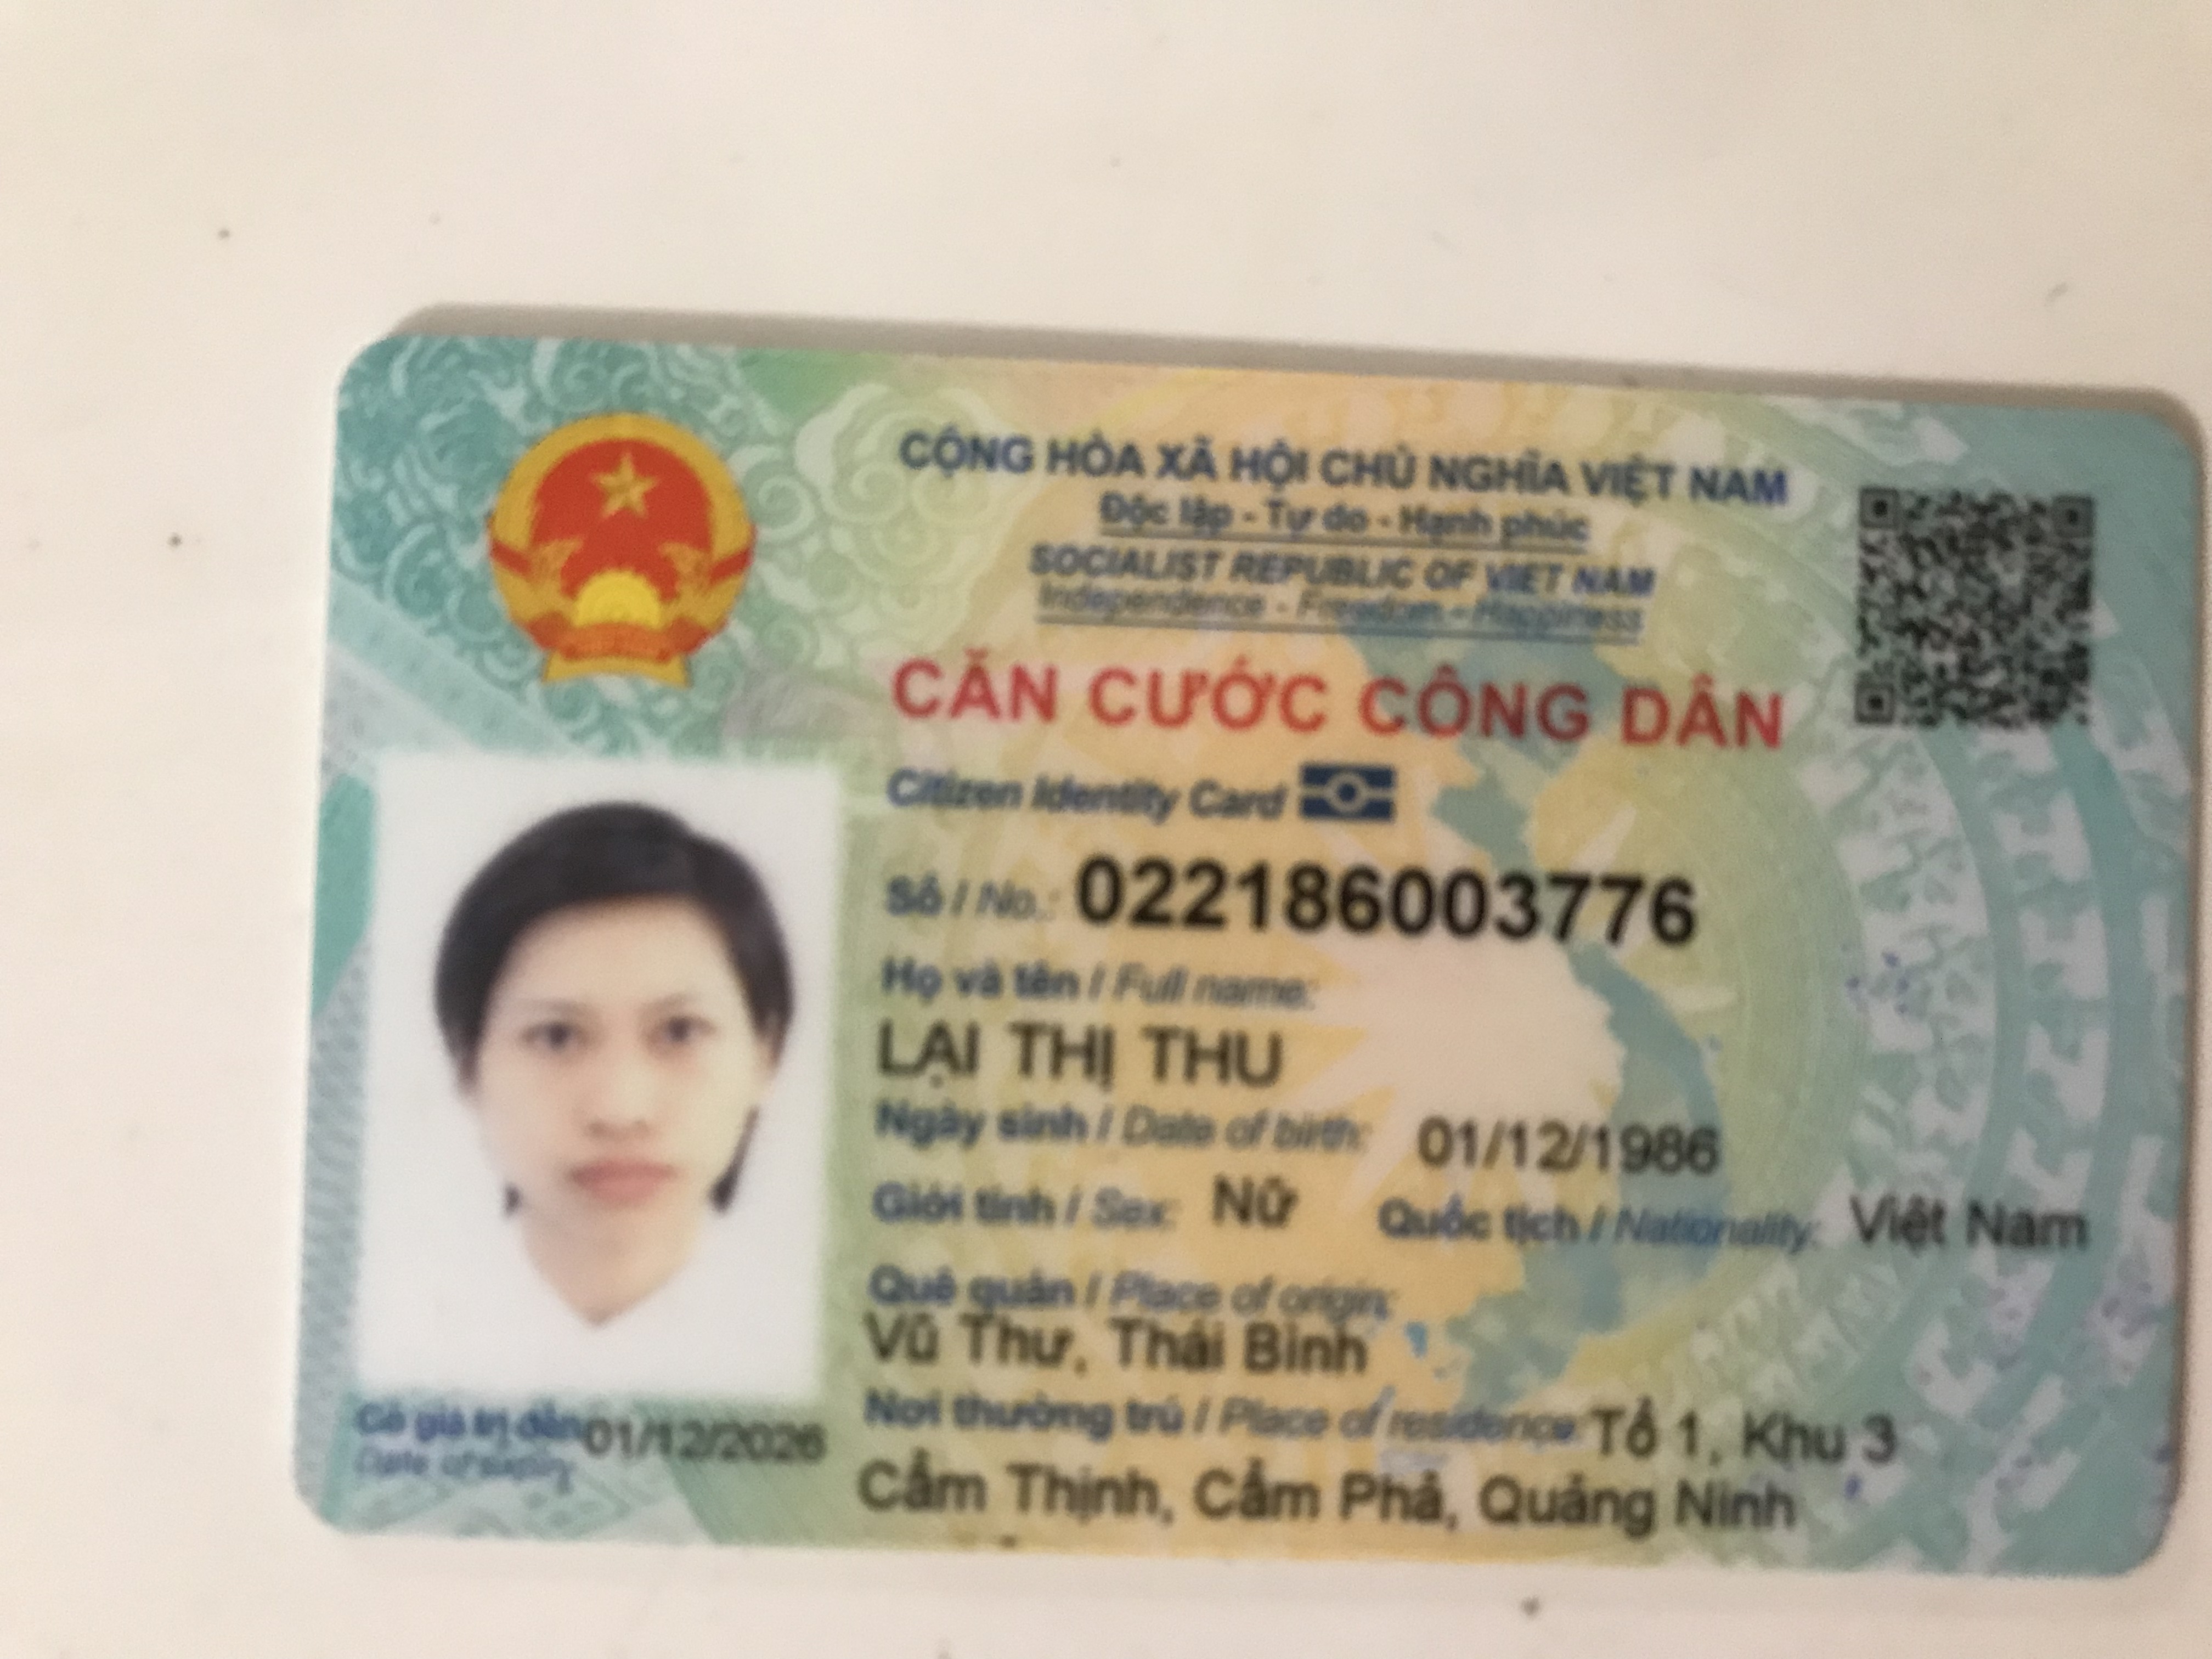 CỘNG HÒA XÃ HỘI CHỦ NGHĨA VIỆT NAM
Độc lập - Tự do - Hạnh phúc
SOCIALIST REPUBLIC OF VIET NAM
Independence - Freedom - Happiness
CĂN CƯỚC CÔNG DÂN
Citizen Identity Card
Số / No.: 022186003776
Họ và tên / Full name:
LẠI THỊ THU
Ngày sinh / Date of birth: 01/12/1986
Giới tính / Sex: Nữ Quốc tịch / Nationality: Việt Nam
Quê quán / Place of origin:
Vũ Thư, Thái Bình
Nơi thường trú / Place of residence: Tổ 1, Khu 3
Cẩm Thịnh, Cẩm Phả, Quảng Ninh
Có giá trị đến: 01/12/2026
Date of expiry